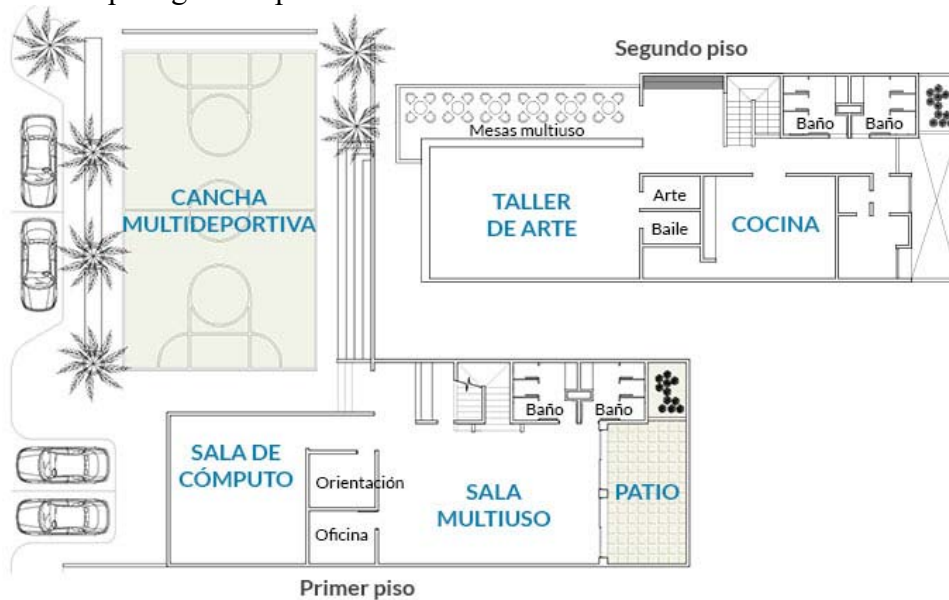 Segundo piso
Baño
Baño
Mesas multiuso
CANCHA
MULTIDEPORTIVA
TALLER
DE ARTE
Arte
Baile
COCINA
Baño
Baño
SALA DE
CÓMPUTO
Orientación
Oficina
SALA
MULTIUSO
PATIO
Primer piso